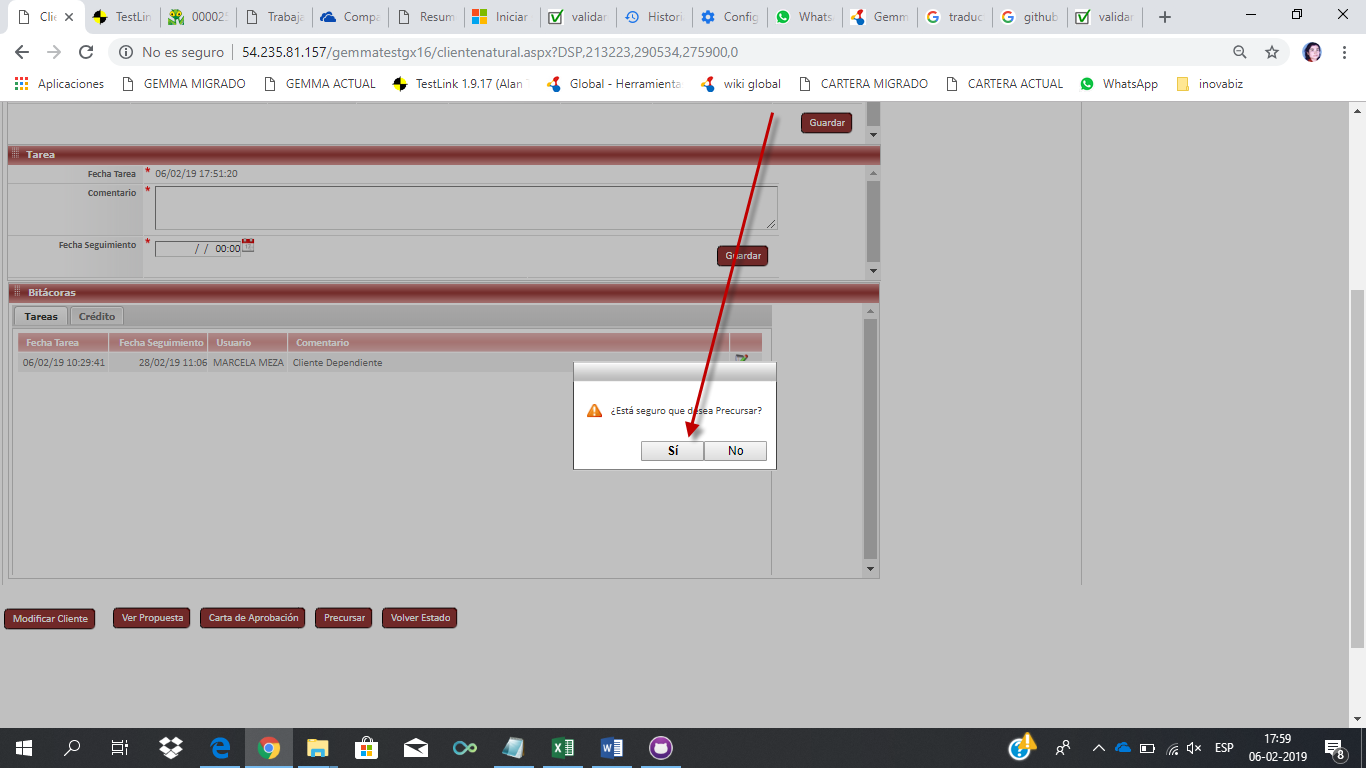 Clie
TestLin
00002
Trabaja
Compa
Resum
Iniciar
validar
Histori
Config
Whats
Gemm
traduc
github
validar
No es seguro | 54.235.81.157/gemmatestgx16/clientenatural.aspx?DSP,213223,290534,275900,0
Aplicaciones
GEMMA MIGRADO
GEMMA ACTUAL
TestLink 1.9.17 (Alan
Global - Herramienta
wiki global
CARTERA MIGRADO
CARTERA ACTUAL
WhatsApp
inovabiz
Guardar
Tarea
Fecha Tarea * 06/02/19 17:51:20
Comentario *
Fecha Seguimiento * / / 00:00
Guardar
Bitácoras
Tareas Crédito
Fecha Tarea Fecha Seguimiento Usuario Comentario
06/02/19 10:29:41 28/02/19 11:06 MARCELA MEZA Cliente Dependiente
¿Está seguro que desea Precursar?
Sí No
Modificar Cliente Ver Propuesta Carta de Aprobación Precursar Volver Estado
ESP
17:59
06-02-2019
8